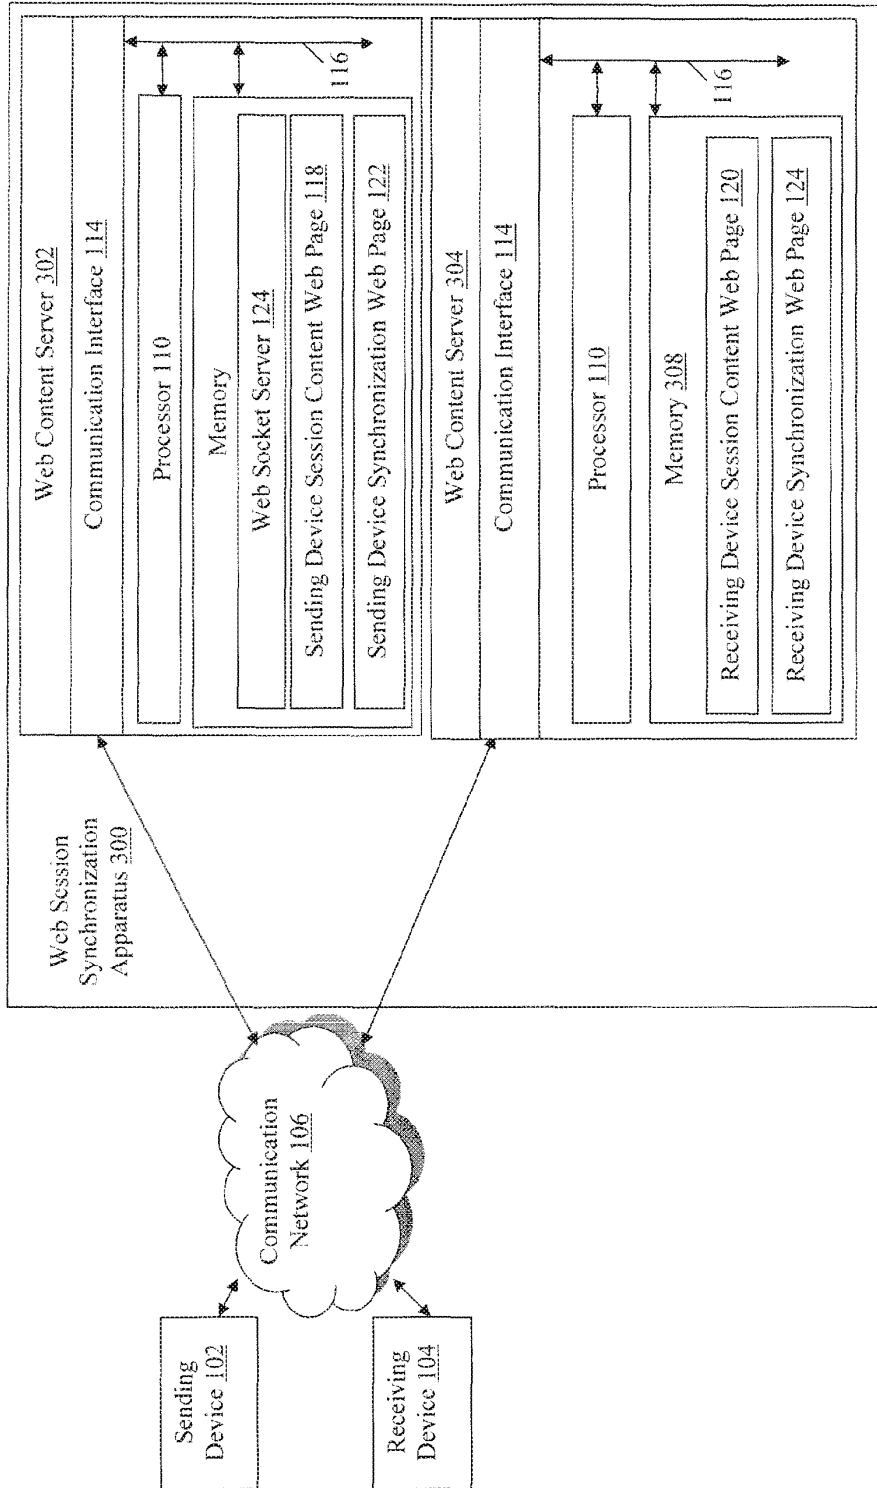 Sending
Device 102
Receiving
Device 104
Communication
Network 106
Web Session
Synchronization
Apparatus 300
Web Content Server 302
Communication Interface 114
Processor 110
Memory
Web Socket Server 124
Sending Device Session Content Web Page 118
Sending Device Synchronization Web Page 122
116
Web Content Server 304
Communication Interface 114
Processor 110
Memory 308
Receiving Device Session Content Web Page 120
Receiving Device Synchronization Web Page 124
116